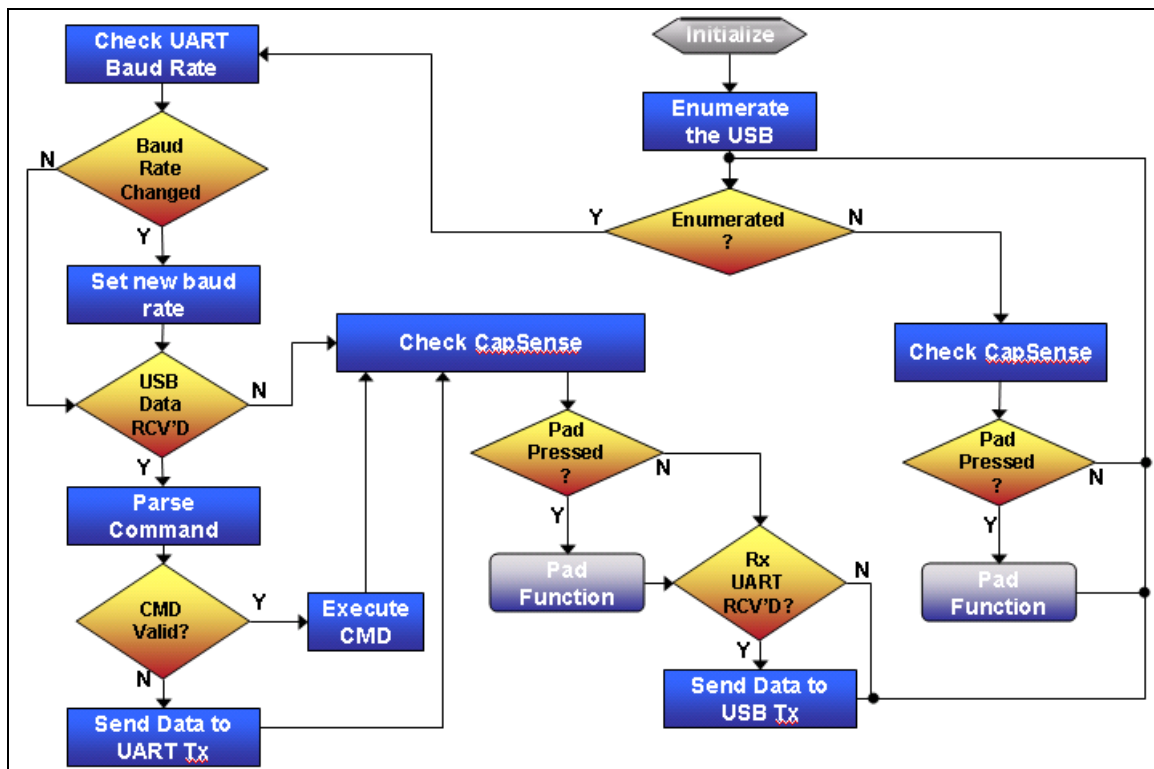 Initialize
Enumerate
the USB
Enumerated
?
Y
N
Check UART
Baud Rate
Baud
Rate
Changed
N
Y
Set new baud
rate
USB
Data
RCV'D
N
Y
Parse
Command
CMD
Valid?
Y
N
Execute
CMD
Send Data to
UART Tx
Check CapSense
Pad
Pressed
?
N
Y
Pad
Function
Rx
UART
RCV'D?
N
Y
Send Data to
USB Tx
Check CapSense
Pad
Pressed
?
N
Y
Pad
Function